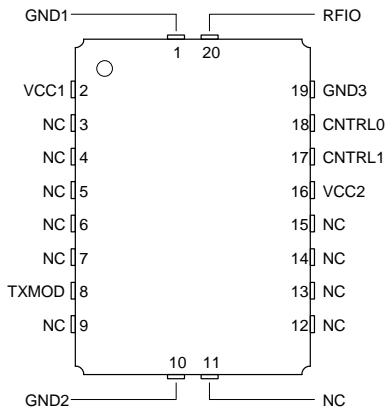 GND1 RFIO
1 20
VCC1 2 19 GND3
NC 3 18 CNTRL0
NC 4 17 CNTRL1
NC 5 16 VCC2
NC 6 15 NC
NC 7 14 NC
TXMOD 8 13 NC
NC 9 12 NC
10 11
GND2 NC